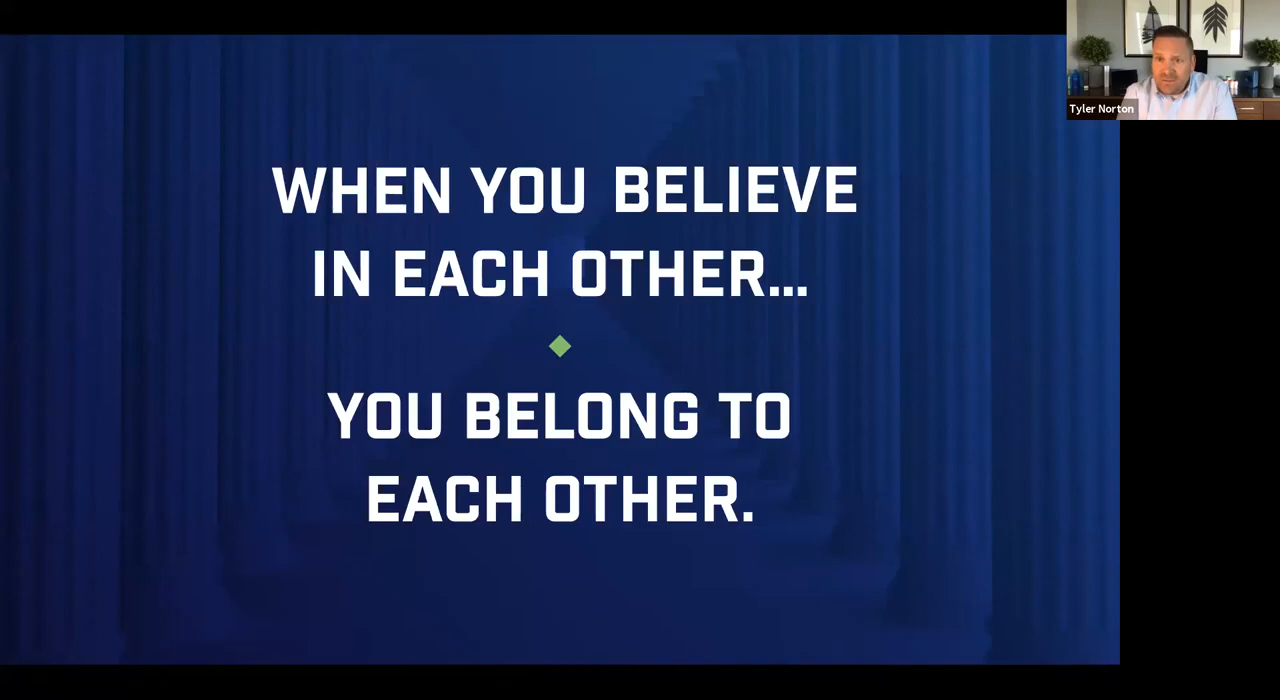 WHEN YOU BELIEVE
IN EACH OTHER...
YOU BELONG TO
EACH OTHER.
Tyler Norton